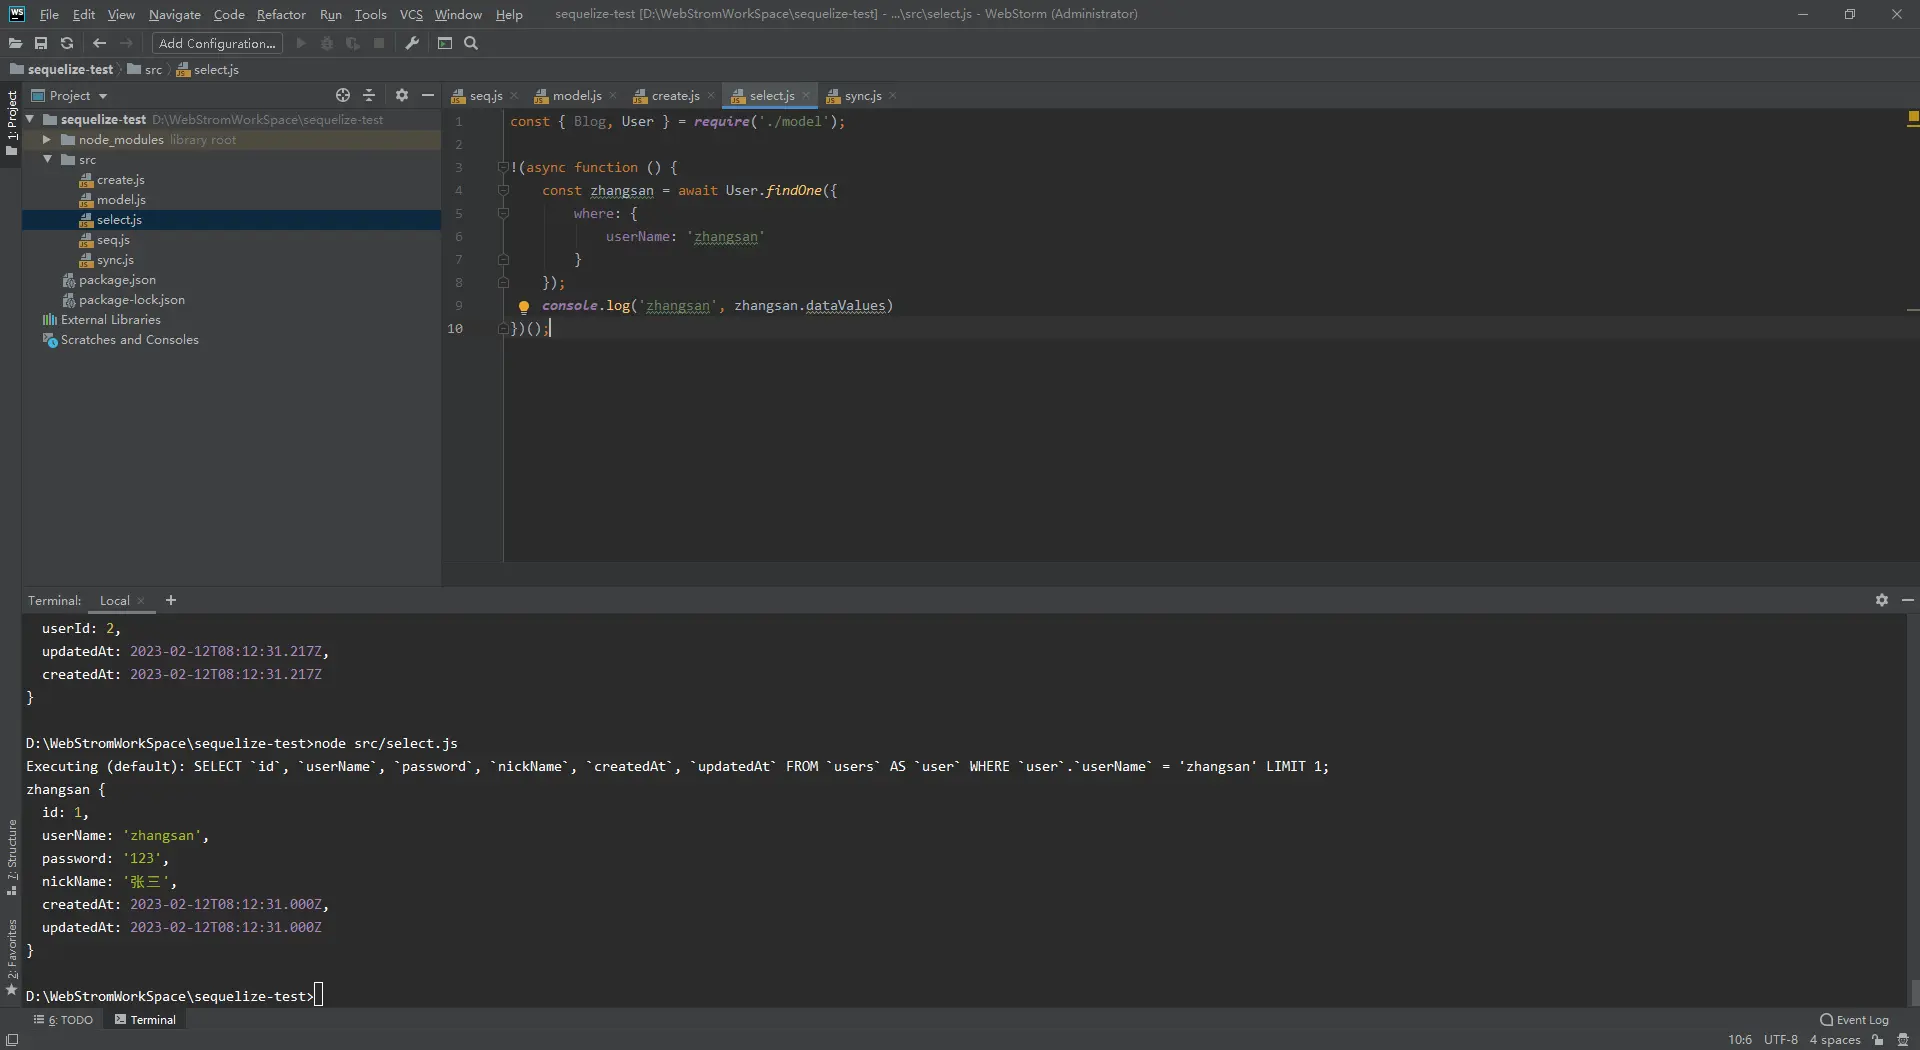 WS File Edit View Navigate Code Refactor Run Tools VCS Window Help sequelize-test [D:\WebStromWorkSpace\sequelize-test] - ...\src\select.js - WebStorm (Administrator)
Add Configuration...
sequelize-test src select.js
1: Project
Project
seq.js model.js create.js select.js sync.js
sequelize-test D:\WebStromWorkSpace\sequelize-test
node_modules library root
src
create.js
model.js
select.js
seq.js
sync.js
package.json
package-lock.json
External Libraries
Scratches and Consoles
1 const { Blog, User } = require('./model');
2
3 !(async function () {
4 const zhangsan = await User.findOne({
5 where: {
6 userName: 'zhangsan'
7 }
8 });
9 console.log('zhangsan', zhangsan.dataValues)
10 })();
Terminal: Local +
userId: 2,
updatedAt: 2023-02-12T08:12:31.217Z,
createdAt: 2023-02-12T08:12:31.217Z
}
D:\WebStromWorkSpace\sequelize-test>node src/select.js
Executing (default): SELECT `id`, `userName`, `password`, `nickName`, `createdAt`, `updatedAt` FROM `users` AS `user` WHERE `user`.`userName` = 'zhangsan' LIMIT 1;
zhangsan {
id: 1,
userName: 'zhangsan',
password: '123',
nickName: '张三',
createdAt: 2023-02-12T08:12:31.000Z,
updatedAt: 2023-02-12T08:12:31.000Z
}
D:\WebStromWorkSpace\sequelize-test>
7: Structure
2: Favorites
6: TODO Terminal Event Log
10:6 UTF-8 4 spaces